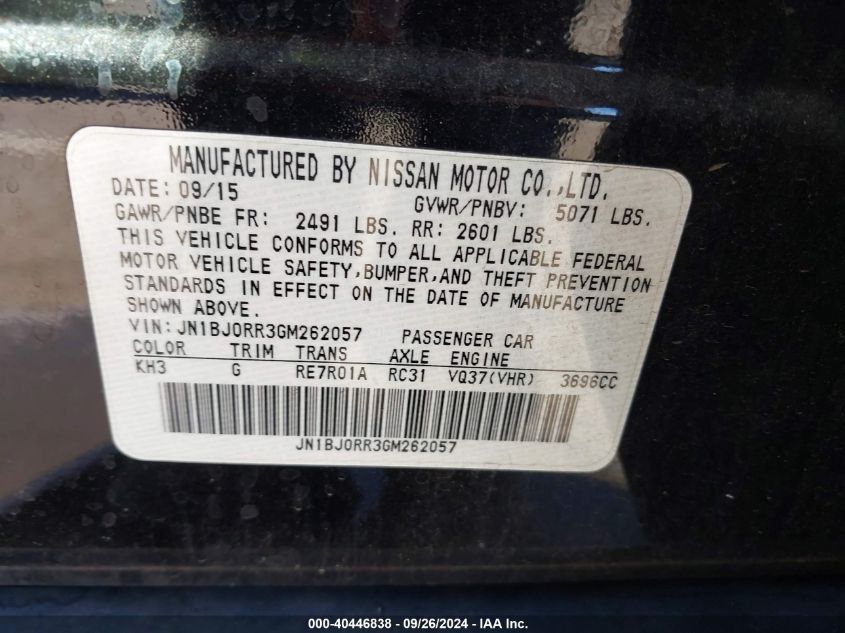 MANUFACTURED BY NISSAN MOTOR CO.,LTD.
DATE: 09/15 GVWR/PNBV: 5071 LBS.
GAWR/PNBE FR: 2491 LBS. RR: 2601 LBS.
THIS VEHICLE CONFORMS TO ALL APPLICABLE FEDERAL
MOTOR VEHICLE SAFETY,BUMPER,AND THEFT PREVENTION
STANDARDS IN EFFECT ON THE DATE OF MANUFACTURE
SHOWN ABOVE.
VIN: JN1BJ0RR3GM262057 PASSENGER CAR
COLOR TRIM TRANS AXLE ENGINE
KH3 G RE7R01A RC31 VQ37(VHR) 3696CC
JN1BJ0RR3GM262057
000-40446838 - 09/26/2024 - IAA Inc.